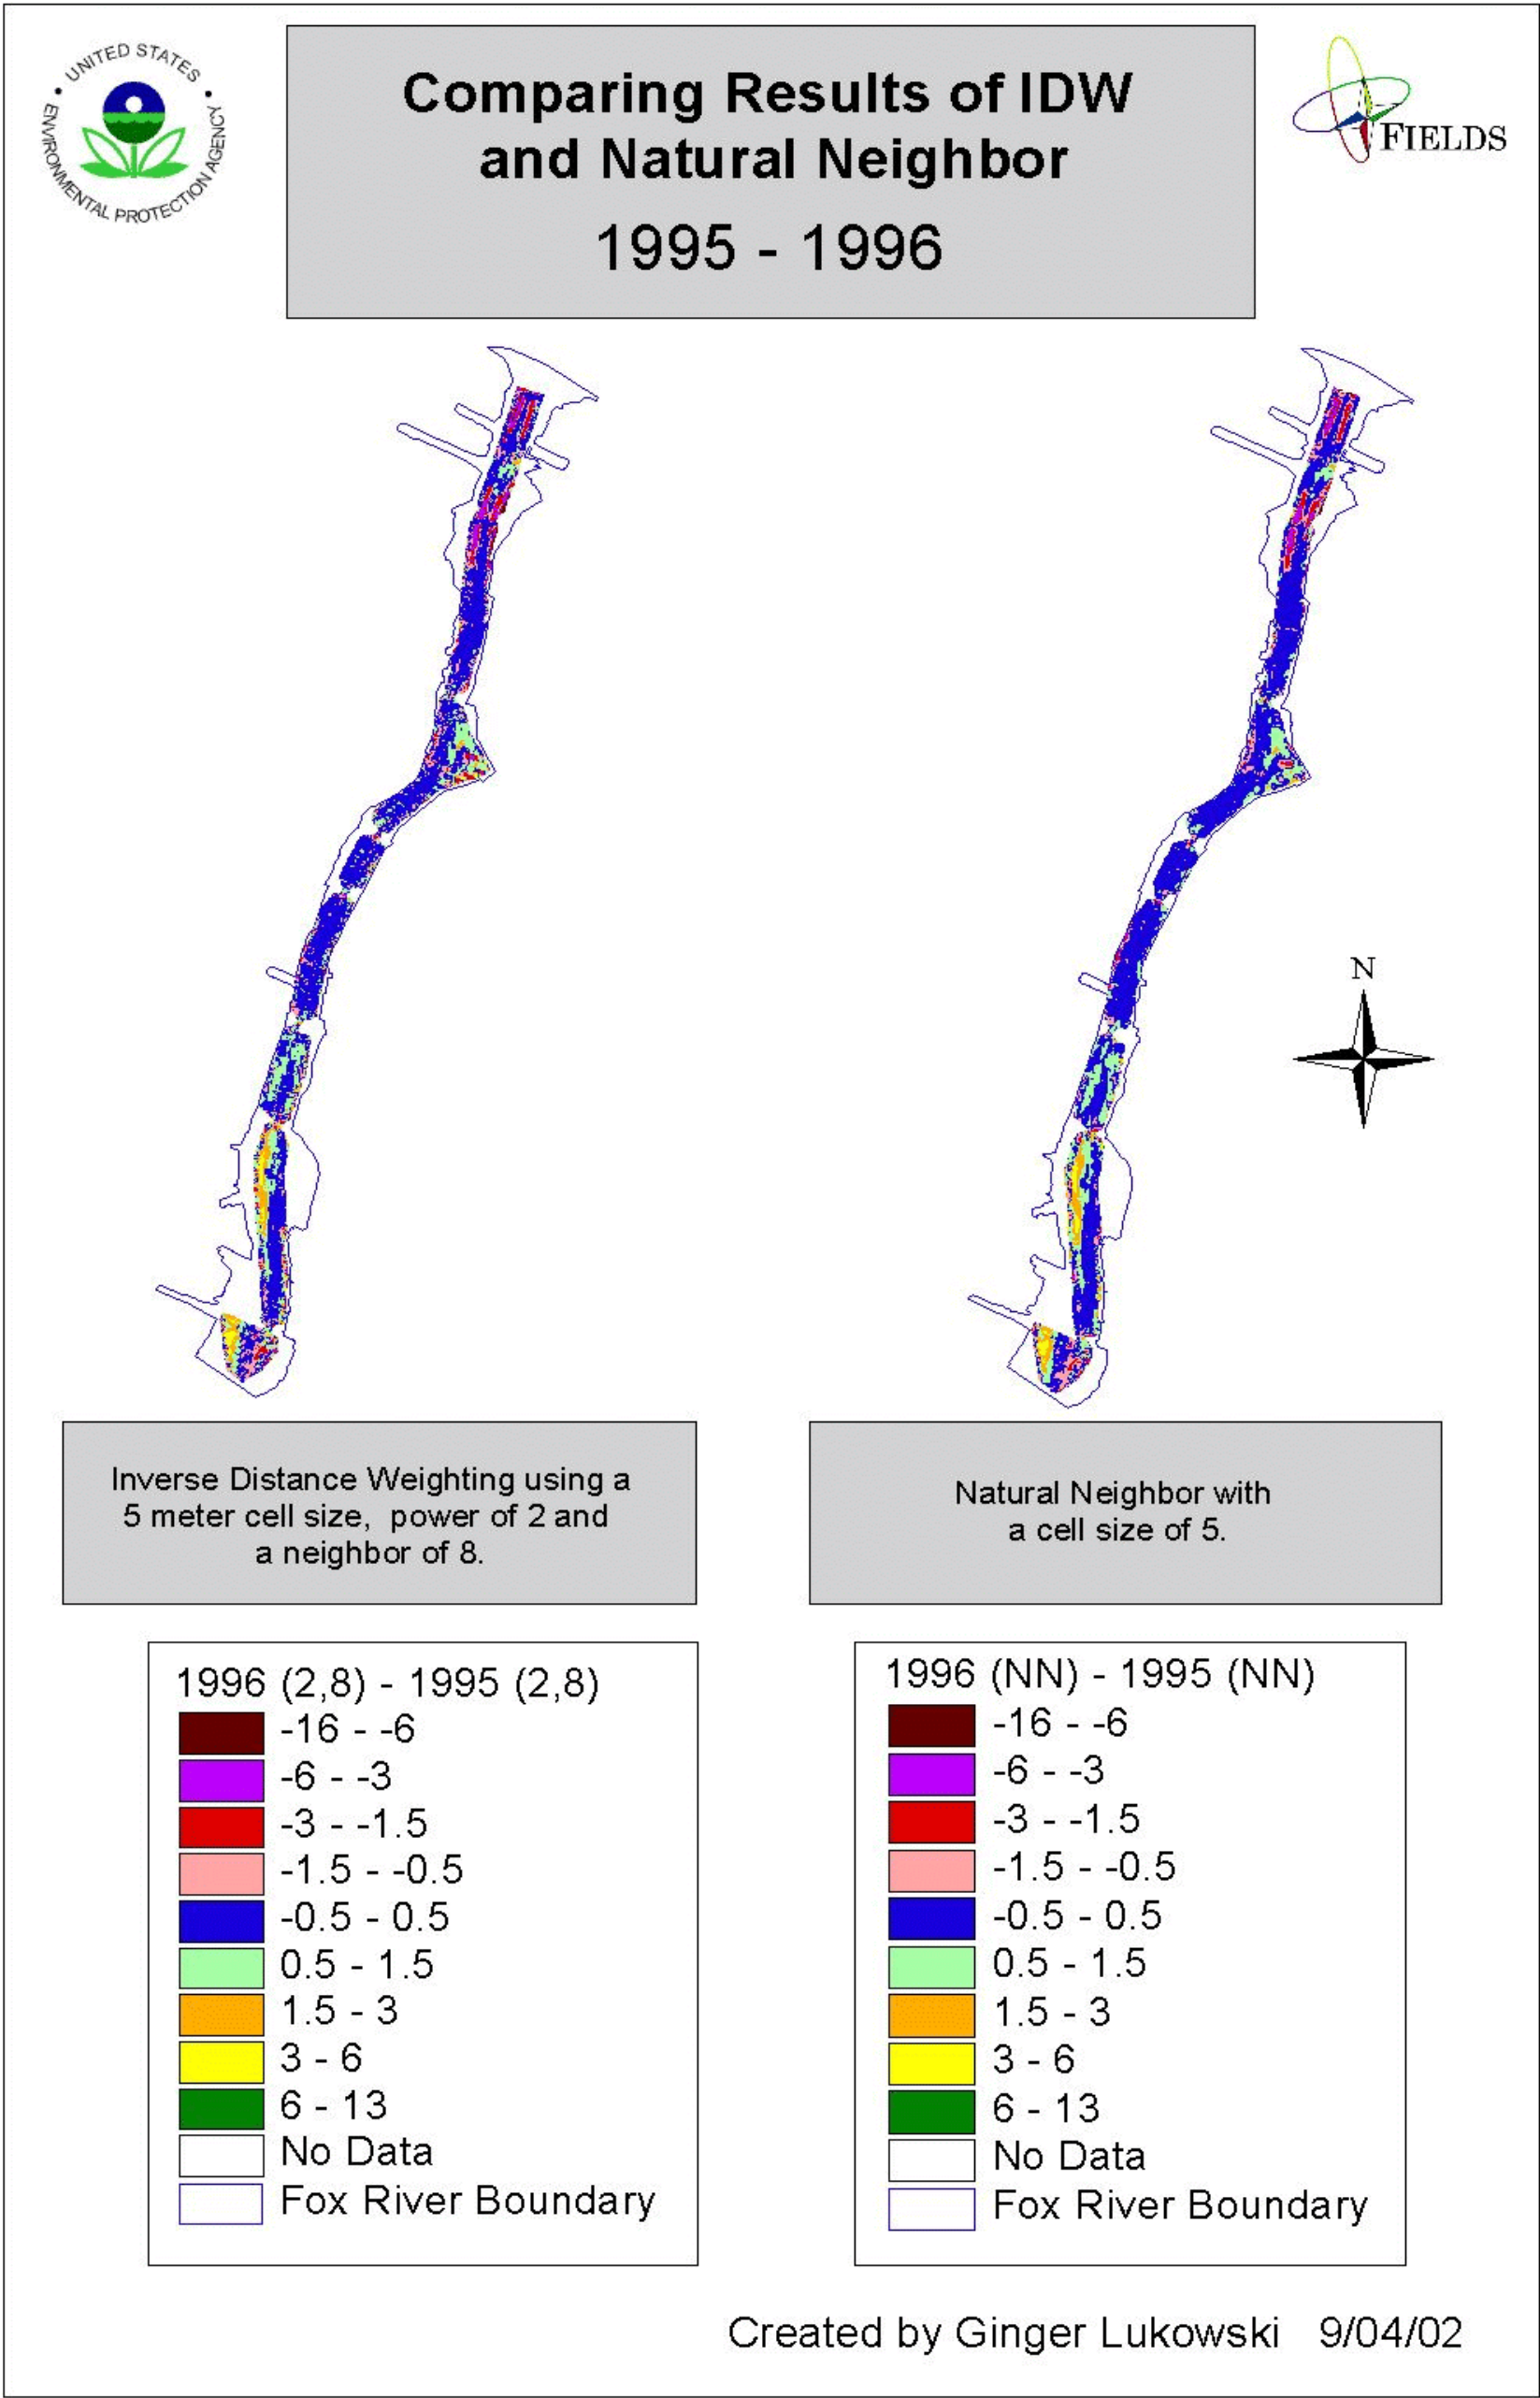 UNITED STATES
ENVIRONMENTAL PROTECTION AGENCY
Comparing Results of IDW
and Natural Neighbor
1995 - 1996
FIELDS
N
Inverse Distance Weighting using a
5 meter cell size, power of 2 and
a neighbor of 8.
Natural Neighbor with
a cell size of 5.
1996 (2,8) - 1995 (2,8)
-16 - -6
-6 - -3
-3 - -1.5
-1.5 - -0.5
-0.5 - 0.5
0.5 - 1.5
1.5 - 3
3 - 6
6 - 13
No Data
Fox River Boundary
1996 (NN) - 1995 (NN)
-16 - -6
-6 - -3
-3 - -1.5
-1.5 - -0.5
-0.5 - 0.5
0.5 - 1.5
1.5 - 3
3 - 6
6 - 13
No Data
Fox River Boundary
Created by Ginger Lukowski 9/04/02